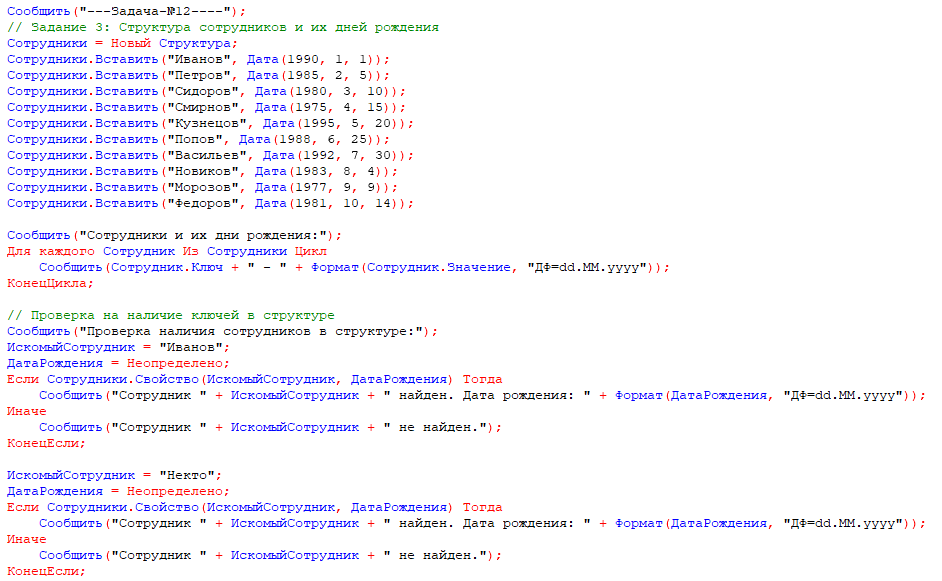 Сообщить("---Задача-№12----");
// Задание 3: Структура сотрудников и их дней рождения
Сотрудники = Новый Структура;
Сотрудники.Вставить("Иванов", Дата(1990, 1, 1));
Сотрудники.Вставить("Петров", Дата(1985, 2, 5));
Сотрудники.Вставить("Сидоров", Дата(1980, 3, 10));
Сотрудники.Вставить("Смирнов", Дата(1975, 4, 15));
Сотрудники.Вставить("Кузнецов", Дата(1995, 5, 20));
Сотрудники.Вставить("Попов", Дата(1988, 6, 25));
Сотрудники.Вставить("Васильев", Дата(1992, 7, 30));
Сотрудники.Вставить("Новиков", Дата(1983, 8, 4));
Сотрудники.Вставить("Морозов", Дата(1977, 9, 9));
Сотрудники.Вставить("Федоров", Дата(1981, 10, 14));
Сообщить("Сотрудники и их дни рождения:");
Для каждого Сотрудник Из Сотрудники Цикл
Сообщить(Сотрудник.Ключ + " - " + Формат(Сотрудник.Значение, "ДФ=dd.MM.yyyy"));
КонецЦикла;
// Проверка на наличие ключей в структуре
Сообщить("Проверка наличия сотрудников в структуре:");
ИскомыйСотрудник = "Иванов";
ДатаРождения = Неопределено;
Если Сотрудники.Свойство(ИскомыйСотрудник, ДатаРождения) Тогда
Сообщить("Сотрудник " + ИскомыйСотрудник + " найден. Дата рождения: " + Формат(ДатаРождения, "ДФ=dd.MM.yyyy"));
Иначе
Сообщить("Сотрудник " + ИскомыйСотрудник + " не найден.");
КонецЕсли;
ИскомыйСотрудник = "Некто";
ДатаРождения = Неопределено;
Если Сотрудники.Свойство(ИскомыйСотрудник, ДатаРождения) Тогда
Сообщить("Сотрудник " + ИскомыйСотрудник + " найден. Дата рождения: " + Формат(ДатаРождения, "ДФ=dd.MM.yyyy"));
Иначе
Сообщить("Сотрудник " + ИскомыйСотрудник + " не найден.");
КонецЕсли;